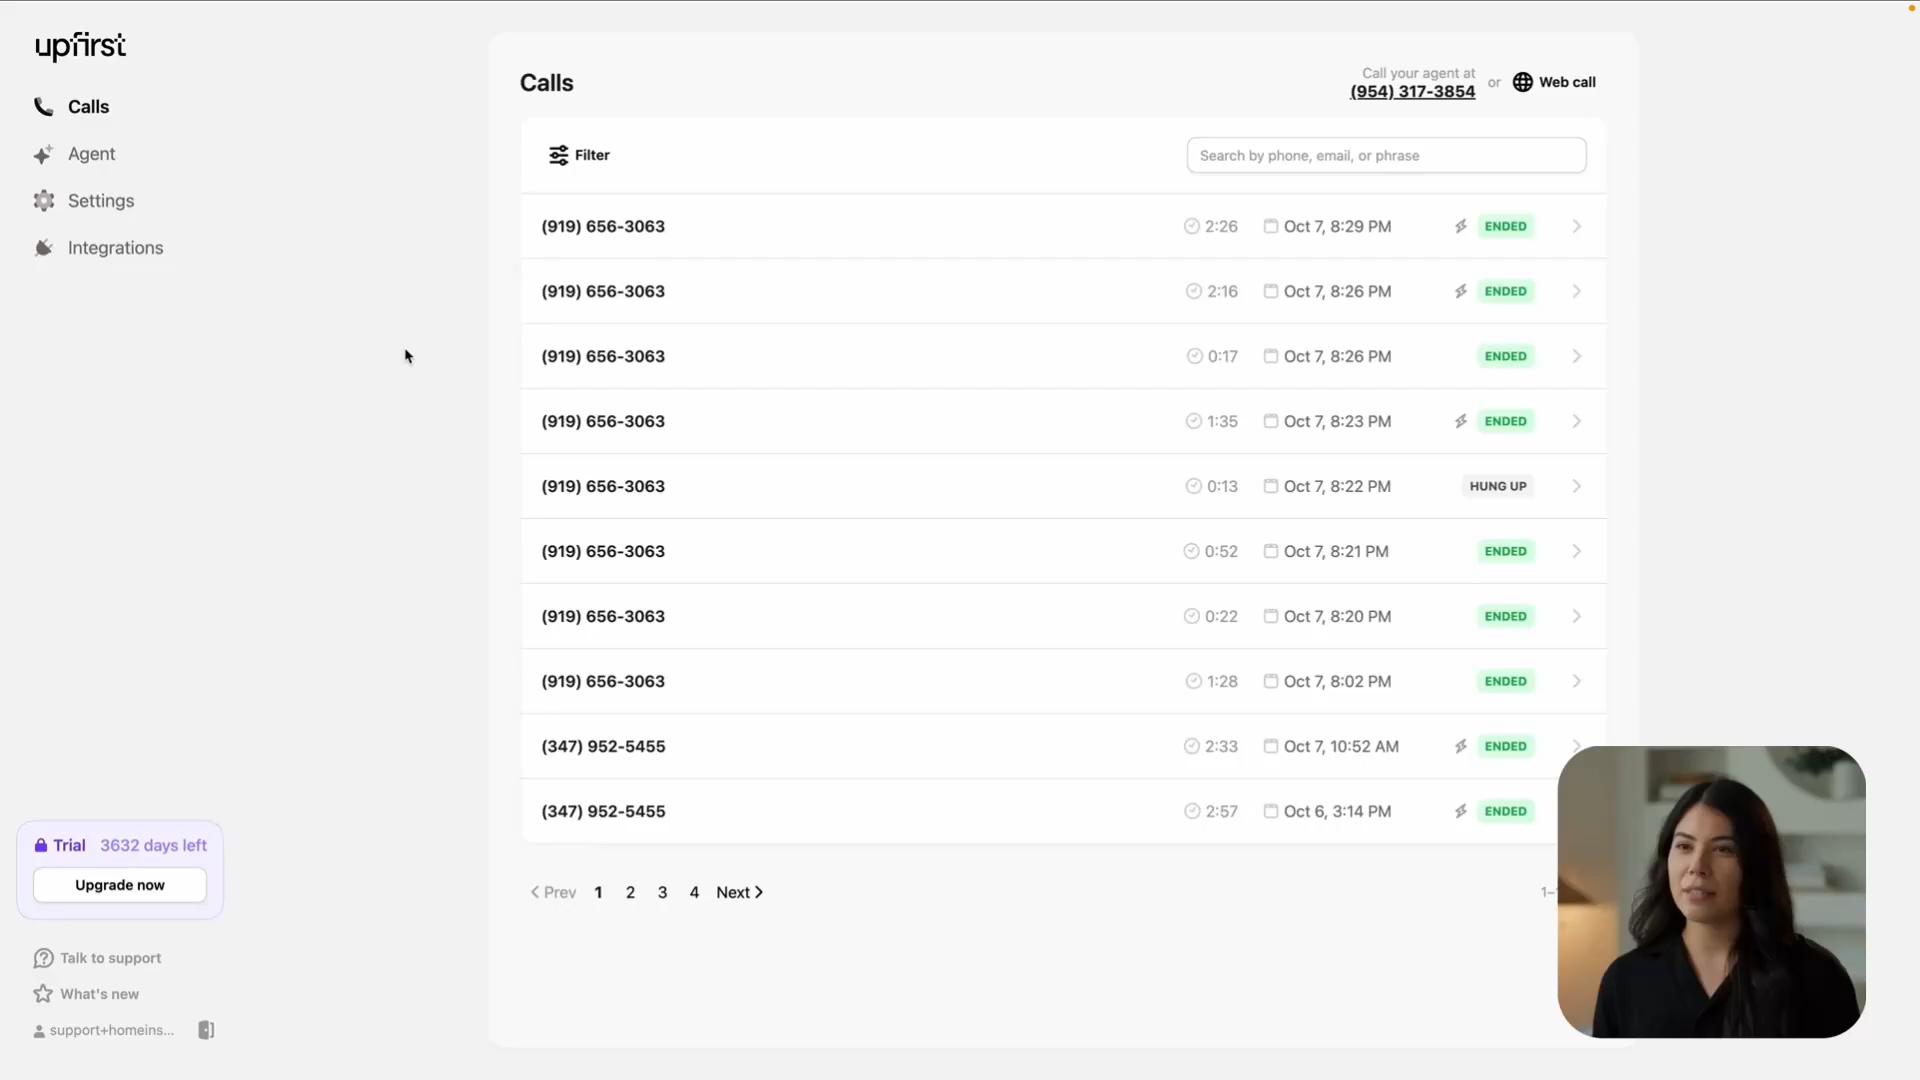 upfirst
Calls
Agent
Settings
Integrations
Trial 3632 days left
Upgrade now
Talk to support
What's new
support+homeins...
Calls
Call your agent at
(954) 317-3854
or
Web call
Filter
Search by phone, email, or phrase
(919) 656-3063 2:26 Oct 7, 8:29 PM ENDED
(919) 656-3063 2:16 Oct 7, 8:26 PM ENDED
(919) 656-3063 0:17 Oct 7, 8:26 PM ENDED
(919) 656-3063 1:35 Oct 7, 8:23 PM ENDED
(919) 656-3063 0:13 Oct 7, 8:22 PM HUNG UP
(919) 656-3063 0:52 Oct 7, 8:21 PM ENDED
(919) 656-3063 0:22 Oct 7, 8:20 PM ENDED
(919) 656-3063 1:28 Oct 7, 8:02 PM ENDED
(347) 952-5455 2:33 Oct 7, 10:52 AM ENDED
(347) 952-5455 2:57 Oct 6, 3:14 PM ENDED
Prev 1 2 3 4 Next